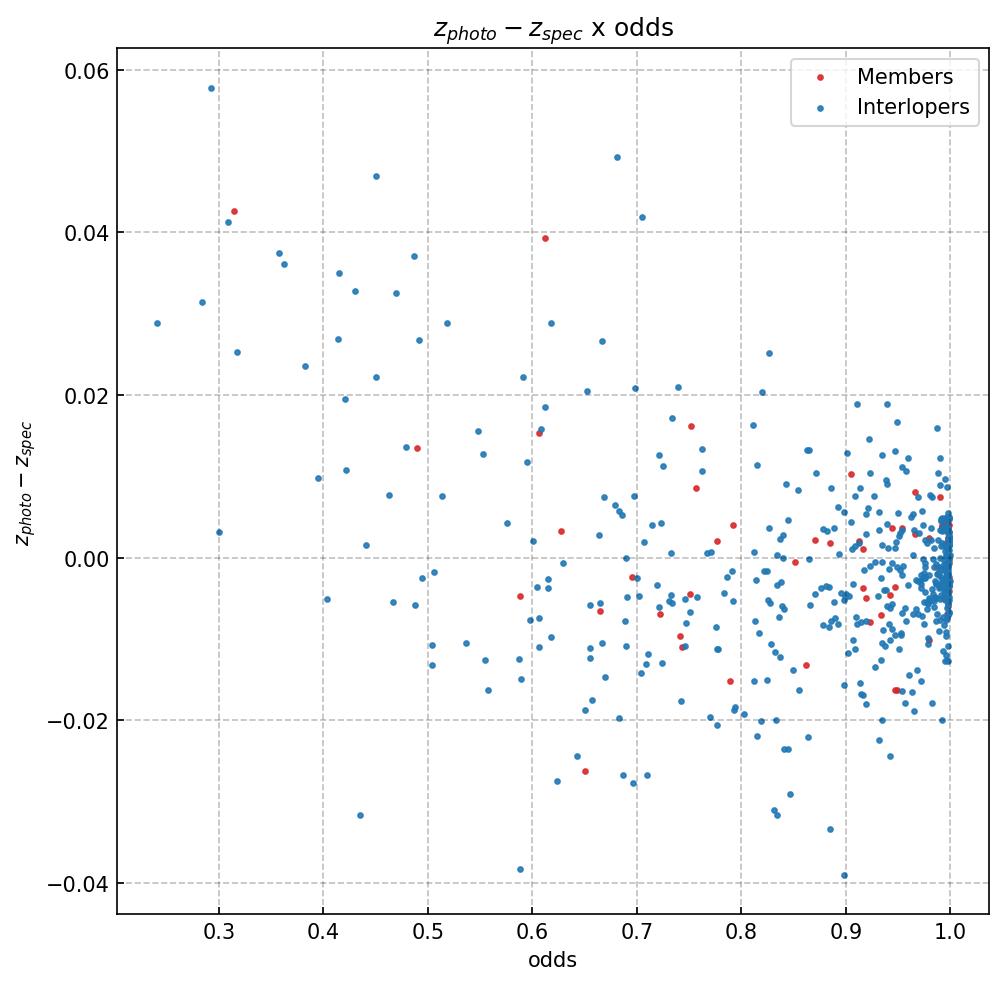 z_photo − z_spec x odds
Members
Interlopers
0.06
0.04
0.02
0.00
−0.02
−0.04
z_photo − z_spec
0.3 0.4 0.5 0.6 0.7 0.8 0.9 1.0
odds